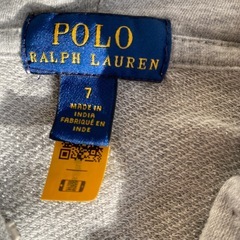 POLO
RALPH LAUREN
7
MADE IN
INDIA
FABRIQUÉ EN
INDE